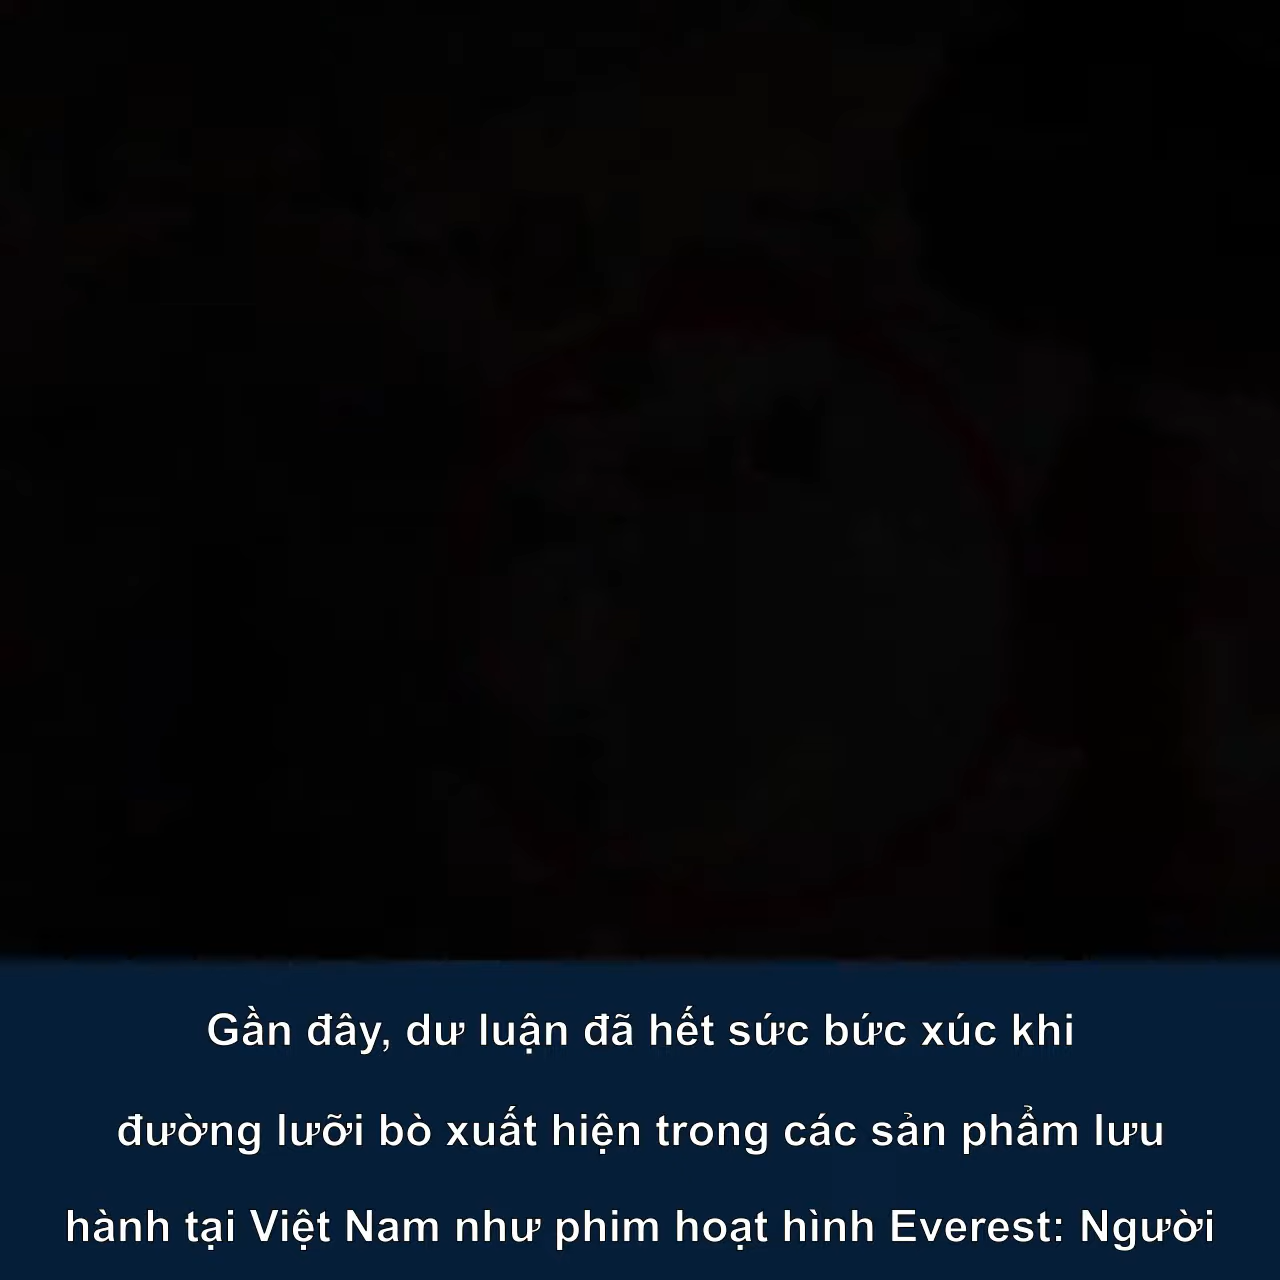 Gần đây, dư luận đã hết sức bức xúc khi
đường lưỡi bò xuất hiện trong các sản phẩm lưu
hành tại Việt Nam như phim hoạt hình Everest: Người